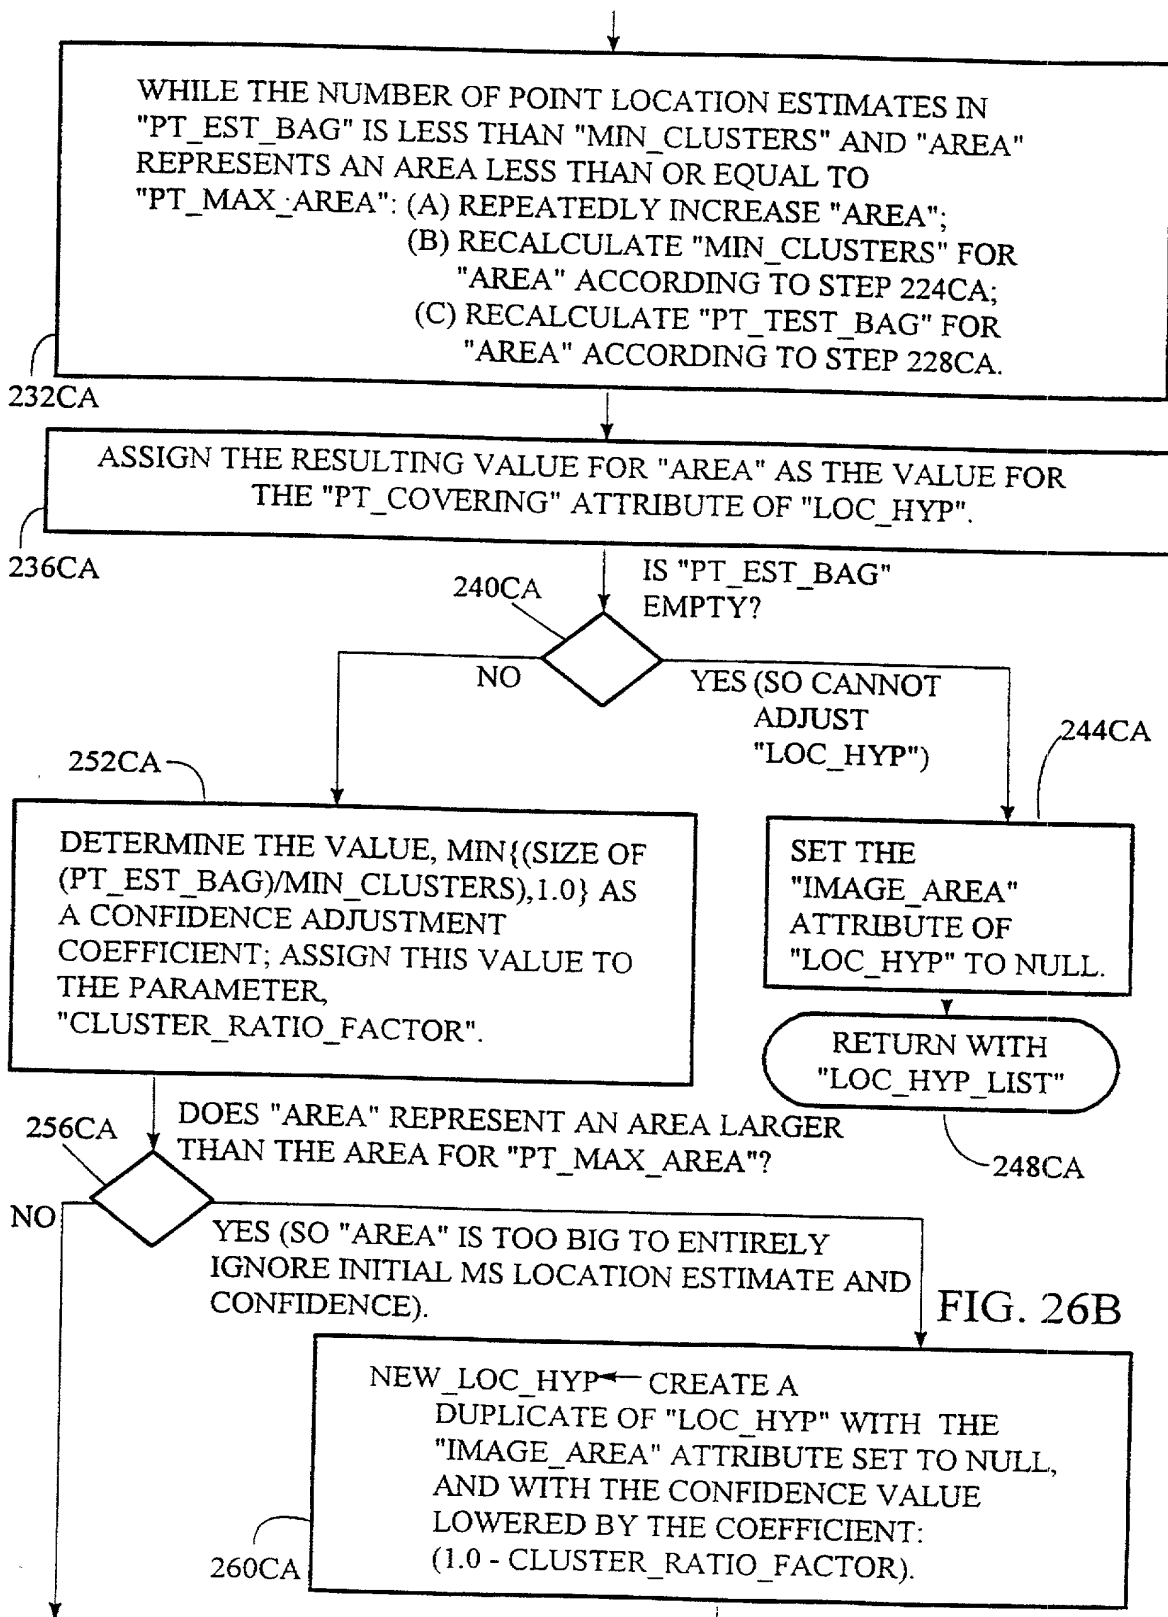 WHILE THE NUMBER OF POINT LOCATION ESTIMATES IN
"PT_EST_BAG" IS LESS THAN "MIN_CLUSTERS" AND "AREA"
REPRESENTS AN AREA LESS THAN OR EQUAL TO
"PT_MAX_AREA": (A) REPEATEDLY INCREASE "AREA";
(B) RECALCULATE "MIN_CLUSTERS" FOR
"AREA" ACCORDING TO STEP 224CA;
(C) RECALCULATE "PT_TEST_BAG" FOR
"AREA" ACCORDING TO STEP 228CA.
232CA
ASSIGN THE RESULTING VALUE FOR "AREA" AS THE VALUE FOR
THE "PT_COVERING" ATTRIBUTE OF "LOC_HYP".
236CA
240CA
IS "PT_EST_BAG"
EMPTY?
NO
YES (SO CANNOT
ADJUST
"LOC_HYP")
244CA
252CA
DETERMINE THE VALUE, MIN{(SIZE OF
(PT_EST_BAG)/MIN_CLUSTERS),1.0} AS
A CONFIDENCE ADJUSTMENT
COEFFICIENT; ASSIGN THIS VALUE TO
THE PARAMETER,
"CLUSTER_RATIO_FACTOR".
SET THE
"IMAGE_AREA"
ATTRIBUTE OF
"LOC_HYP" TO NULL.
RETURN WITH
"LOC_HYP_LIST"
248CA
256CA
DOES "AREA" REPRESENT AN AREA LARGER
THAN THE AREA FOR "PT_MAX_AREA"?
NO
YES (SO "AREA" IS TOO BIG TO ENTIRELY
IGNORE INITIAL MS LOCATION ESTIMATE AND
CONFIDENCE).
FIG. 26B
NEW_LOC_HYP← CREATE A
DUPLICATE OF "LOC_HYP" WITH THE
"IMAGE_AREA" ATTRIBUTE SET TO NULL,
AND WITH THE CONFIDENCE VALUE
LOWERED BY THE COEFFICIENT:
(1.0 - CLUSTER_RATIO_FACTOR).
260CA